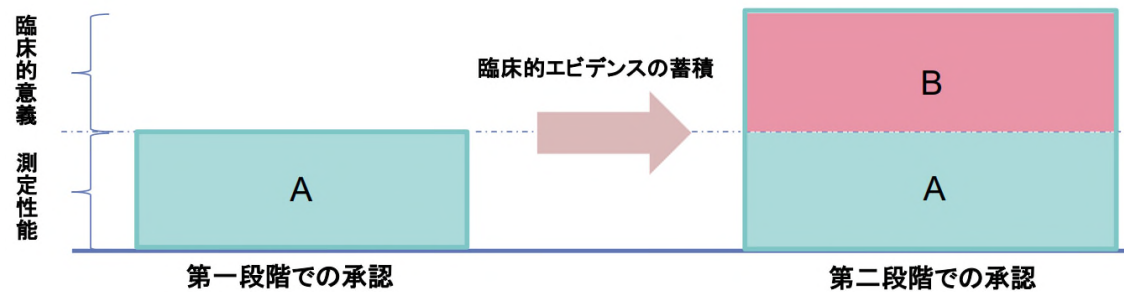 臨床的意義
測定性能
A
第一段階での承認
臨床的エビデンスの蓄積
B
A
第二段階での承認